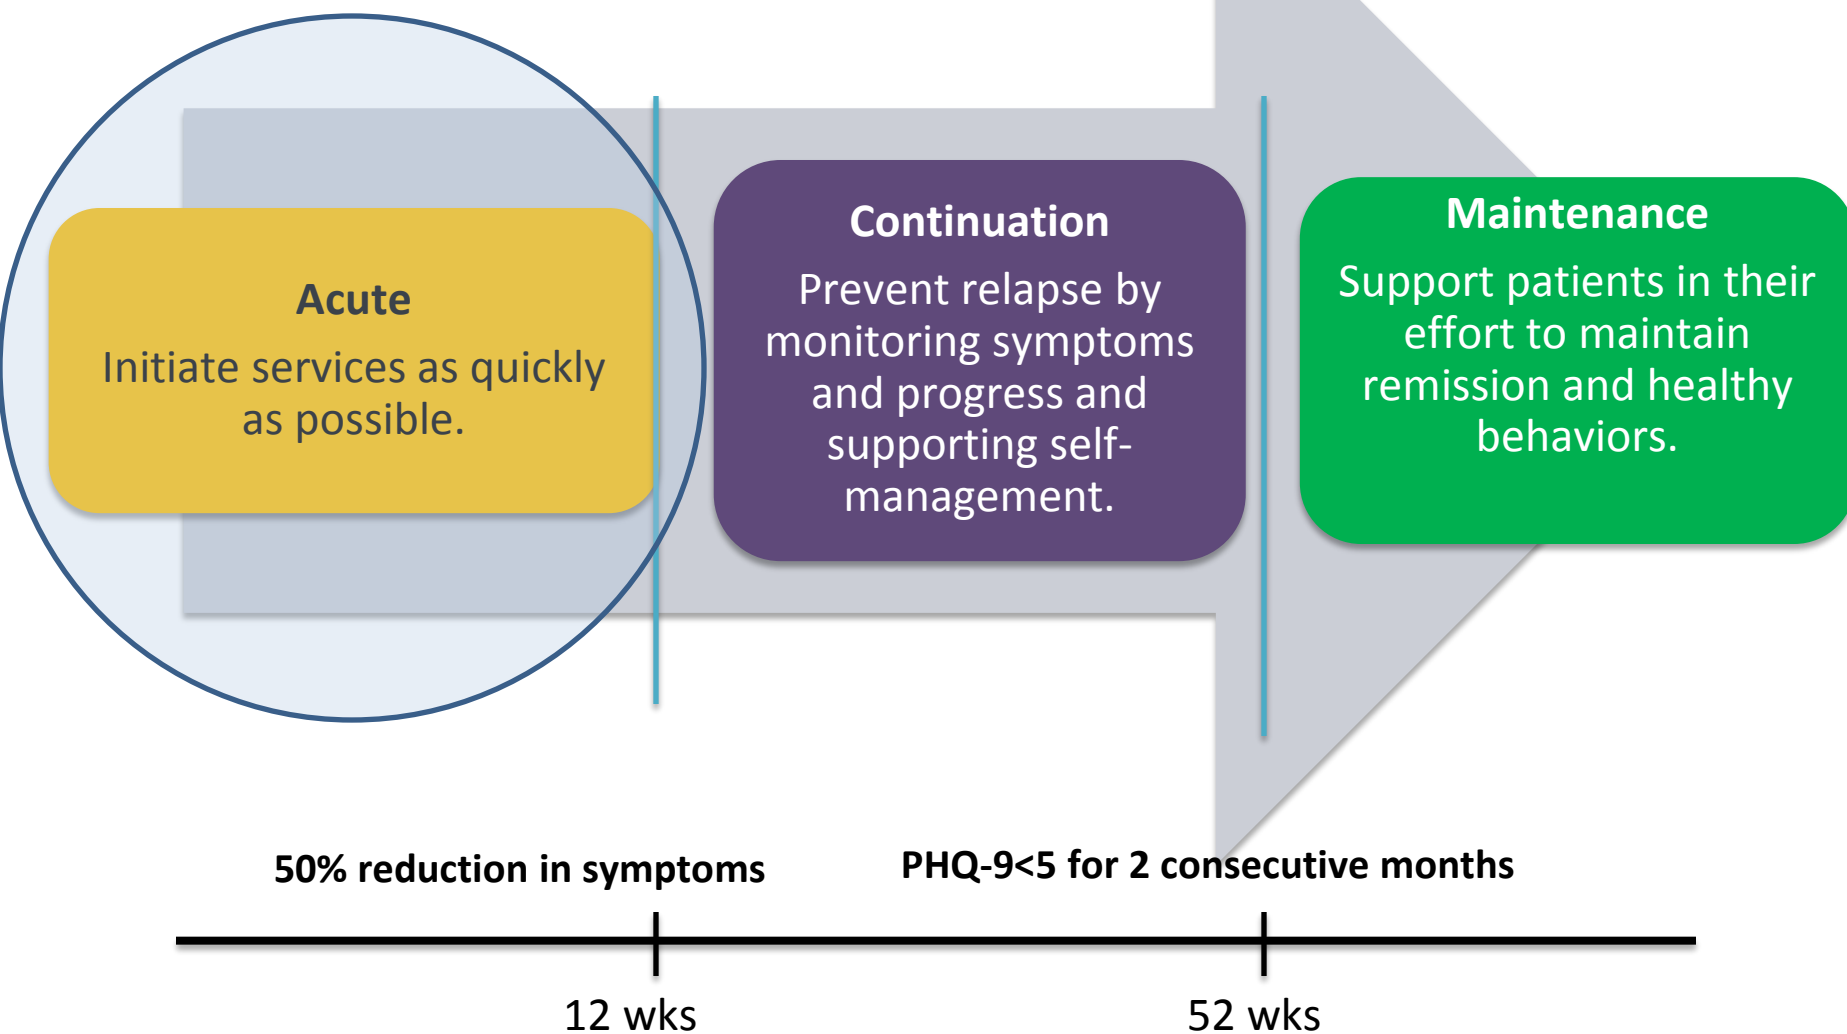 Acute
Initiate services as quickly
as possible.
Continuation
Prevent relapse by
monitoring symptoms
and progress and
supporting self-
management.
Maintenance
Support patients in their
effort to maintain
remission and healthy
behaviors.
50% reduction in symptoms
PHQ-9<5 for 2 consecutive months
12 wks
52 wks